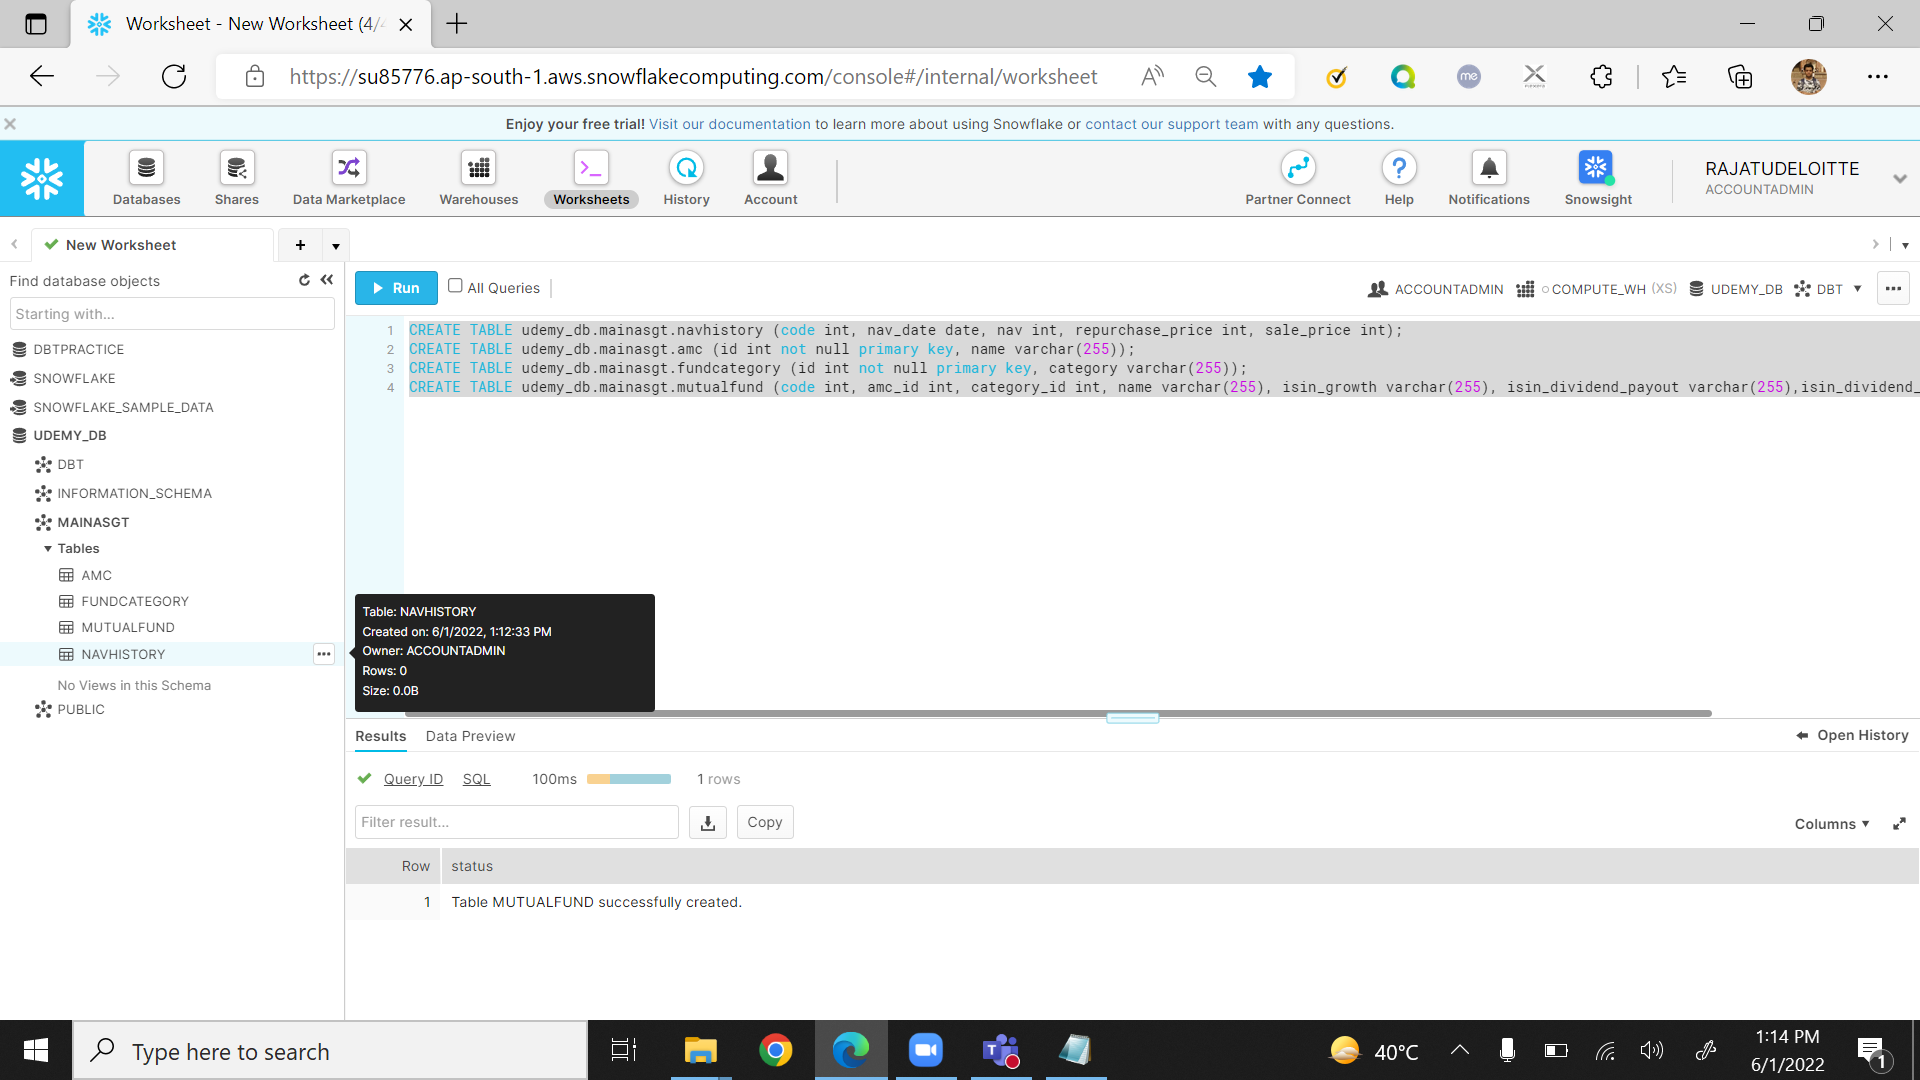 Worksheet - New Worksheet (4/4
https://su85776.ap-south-1.aws.snowflakecomputing.com/console#/internal/worksheet
Enjoy your free trial! Visit our documentation to learn more about using Snowflake or contact our support team with any questions.
Databases Shares Data Marketplace Warehouses Worksheets History Account Partner Connect Help Notifications Snowsight
RAJATUDELOITTE
ACCOUNTADMIN
New Worksheet
Find database objects
Starting with...
DBTPRACTICE
SNOWFLAKE
SNOWFLAKE_SAMPLE_DATA
UDEMY_DB
DBT
INFORMATION_SCHEMA
MAINASGT
Tables
AMC
FUNDCATEGORY
MUTUALFUND
NAVHISTORY
No Views in this Schema
PUBLIC
Run All Queries ACCOUNTADMIN COMPUTE_WH (XS) UDEMY_DB DBT
1 CREATE TABLE udemy_db.mainasgt.navhistory (code int, nav_date date, nav int, repurchase_price int, sale_price int);
2 CREATE TABLE udemy_db.mainasgt.amc (id int not null primary key, name varchar(255));
3 CREATE TABLE udemy_db.mainasgt.fundcategory (id int not null primary key, category varchar(255));
4 CREATE TABLE udemy_db.mainasgt.mutualfund (code int, amc_id int, category_id int, name varchar(255), isin_growth varchar(255), isin_dividend_payout varchar(255),isin_dividend_
Table: NAVHISTORY
Created on: 6/1/2022, 1:12:33 PM
Owner: ACCOUNTADMIN
Rows: 0
Size: 0.0B
Results Data Preview Open History
Query ID SQL 100ms 1 rows
Filter result... Copy Columns
Row status
1 Table MUTUALFUND successfully created.
Type here to search
40°C
1:14 PM
6/1/2022
1